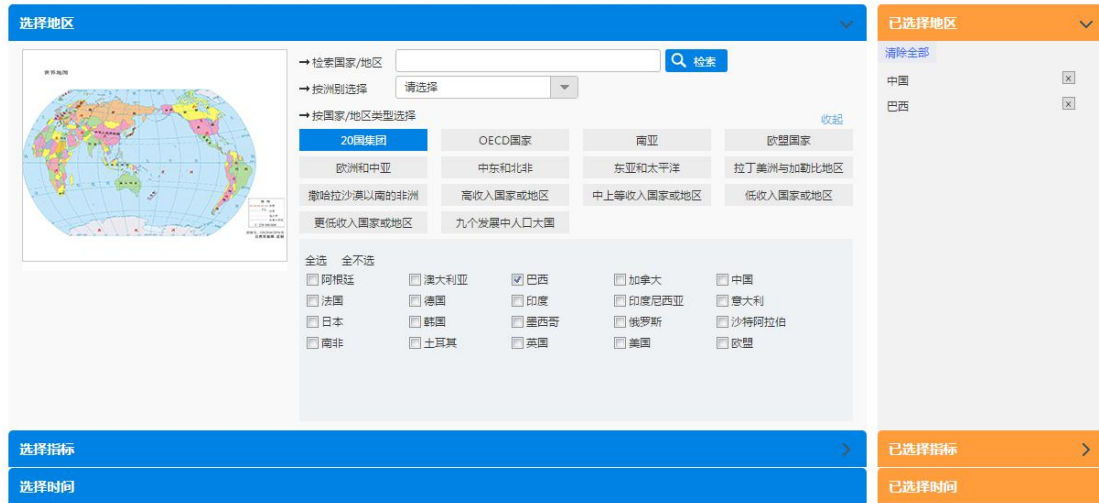 选择地区
已选择地区
清除全部
中国
巴西
世界地图
→检索国家/地区
检索
→按洲别选择 请选择
→按国家/地区类型选择 收起
20国集团 OECD国家 南亚 欧盟国家
欧洲和中亚 中东和北非 东亚和太平洋 拉丁美洲与加勒比地区
撒哈拉沙漠以南的非洲 高收入国家或地区 中上等收入国家或地区 低收入国家或地区
更低收入国家或地区 九个发展中人口大国
全选 全不选
阿根廷 澳大利亚 巴西 加拿大 中国
法国 德国 印度 印度尼西亚 意大利
日本 韩国 墨西哥 俄罗斯 沙特阿拉伯
南非 土耳其 英国 美国 欧盟
选择指标 已选择指标
选择时间 已选择时间